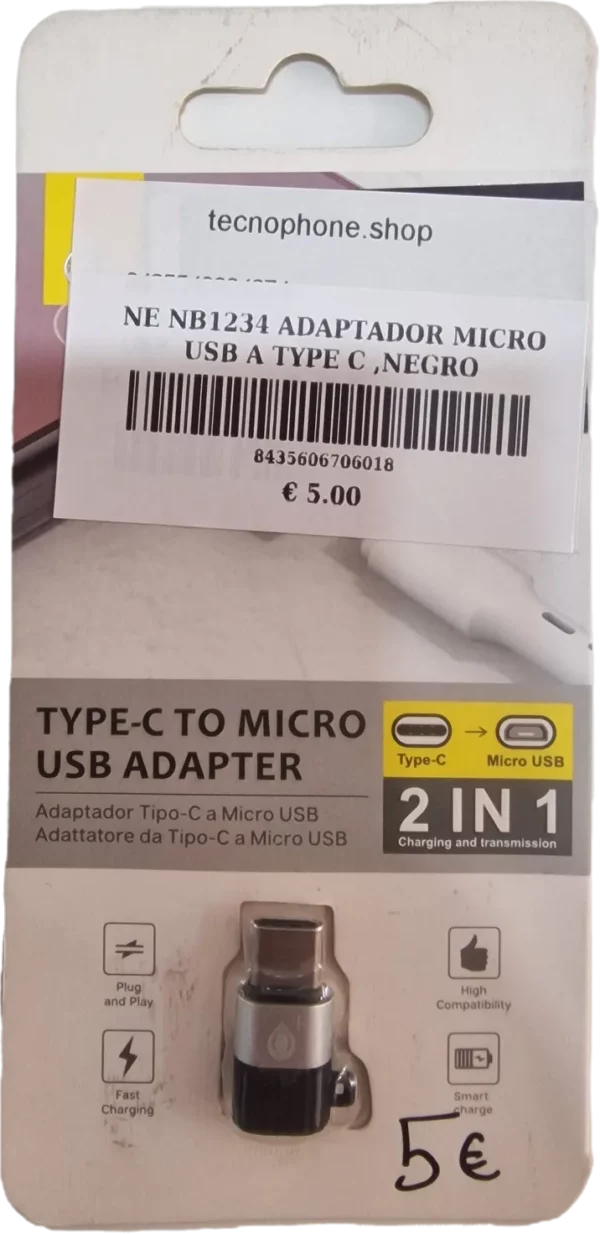 tecnophone.shop
NE NB1234 ADAPTADOR MICRO
USB A TYPE C ,NEGRO
8435606706018
€ 5.00
TYPE-C TO MICRO
USB ADAPTER
Adaptador Tipo-C a Micro USB
Adattatore da Tipo-C a Micro USB
Type-C
Micro USB
2 IN 1
Charging and transmission
Plug
and Play
High
Compatibility
Fast
Charging
Smart
charge
5€